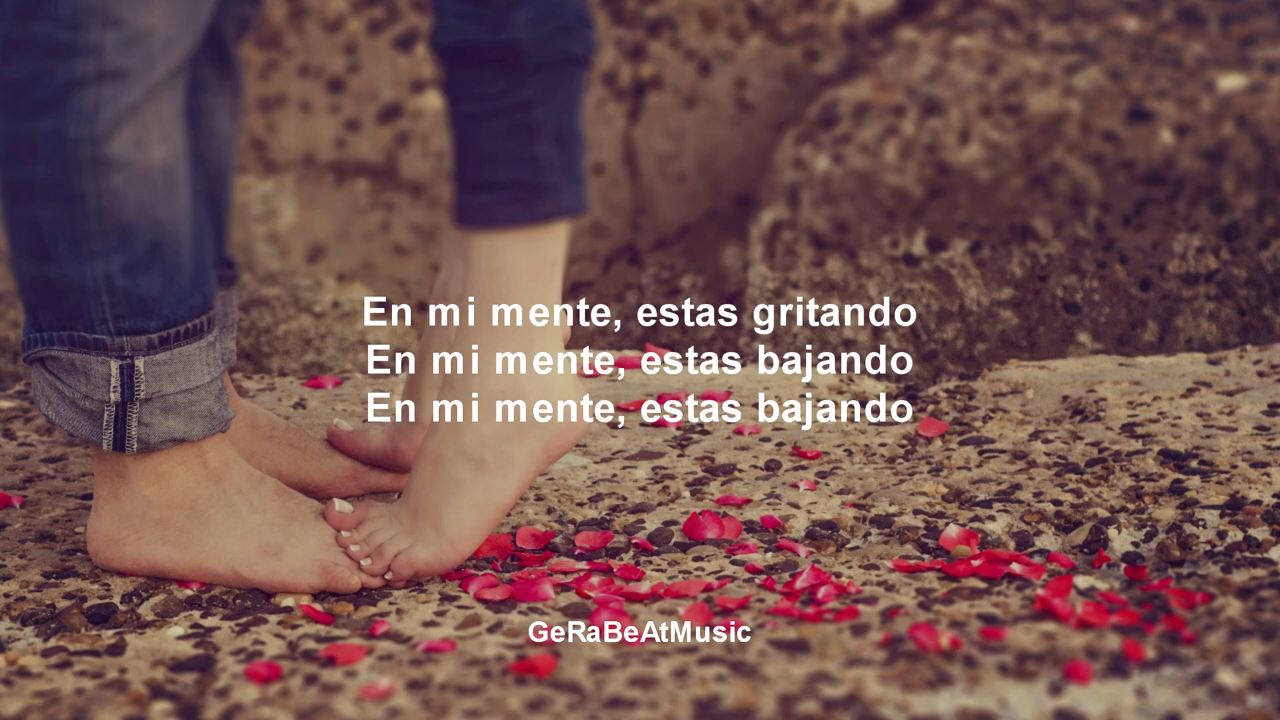 En mi mente, estas gritando
En mi mente, estas bajando
En mi mente, estas bajando
GeRaBeAtMusic